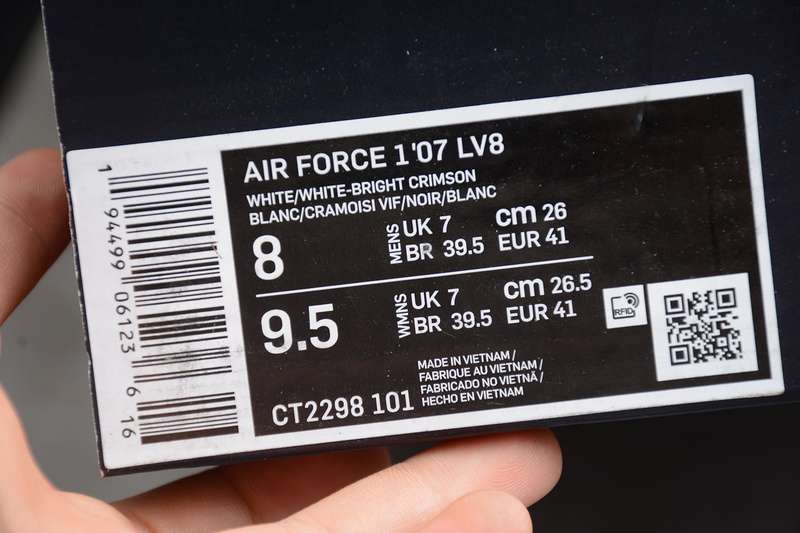 AIR FORCE 1'07 LV8
WHITE/WHITE-BRIGHT CRIMSON
BLANC/CRAMOISI VIF/NOIR/BLANC
8
MENS
UK 7 cm 26
BR 39.5 EUR 41
9.5
WMNS
UK 7 cm 26.5
BR 39.5 EUR 41
RFID
CT2298 101
MADE IN VIETNAM /
FABRIQUE AU VIETNAM /
FABRICADO NO VIETNÃ /
HECHO EN VIETNAM
1 94499 06123 6 16